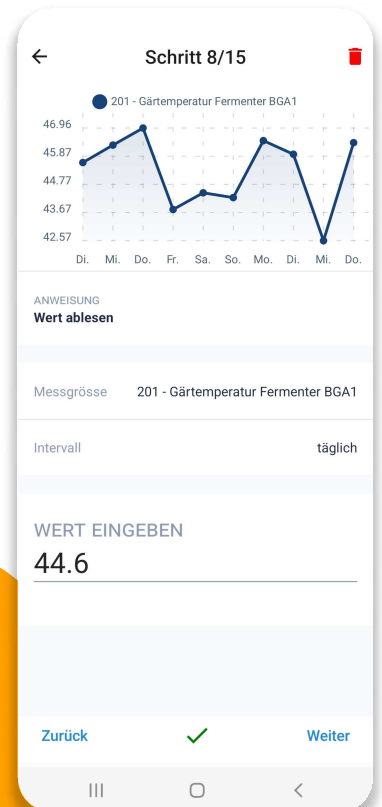 Schritt 8/15
201 - Gärtemperatur Fermenter BGA1
46.96
45.87
44.77
43.67
42.57
Di. Mi. Do. Fr. Sa. So. Mo. Di. Mi. Do.
ANWEISUNG
Wert ablesen
Messgrösse 201 - Gärtemperatur Fermenter BGA1
Intervall täglich
WERT EINGEBEN
44.6
Zurück Weiter